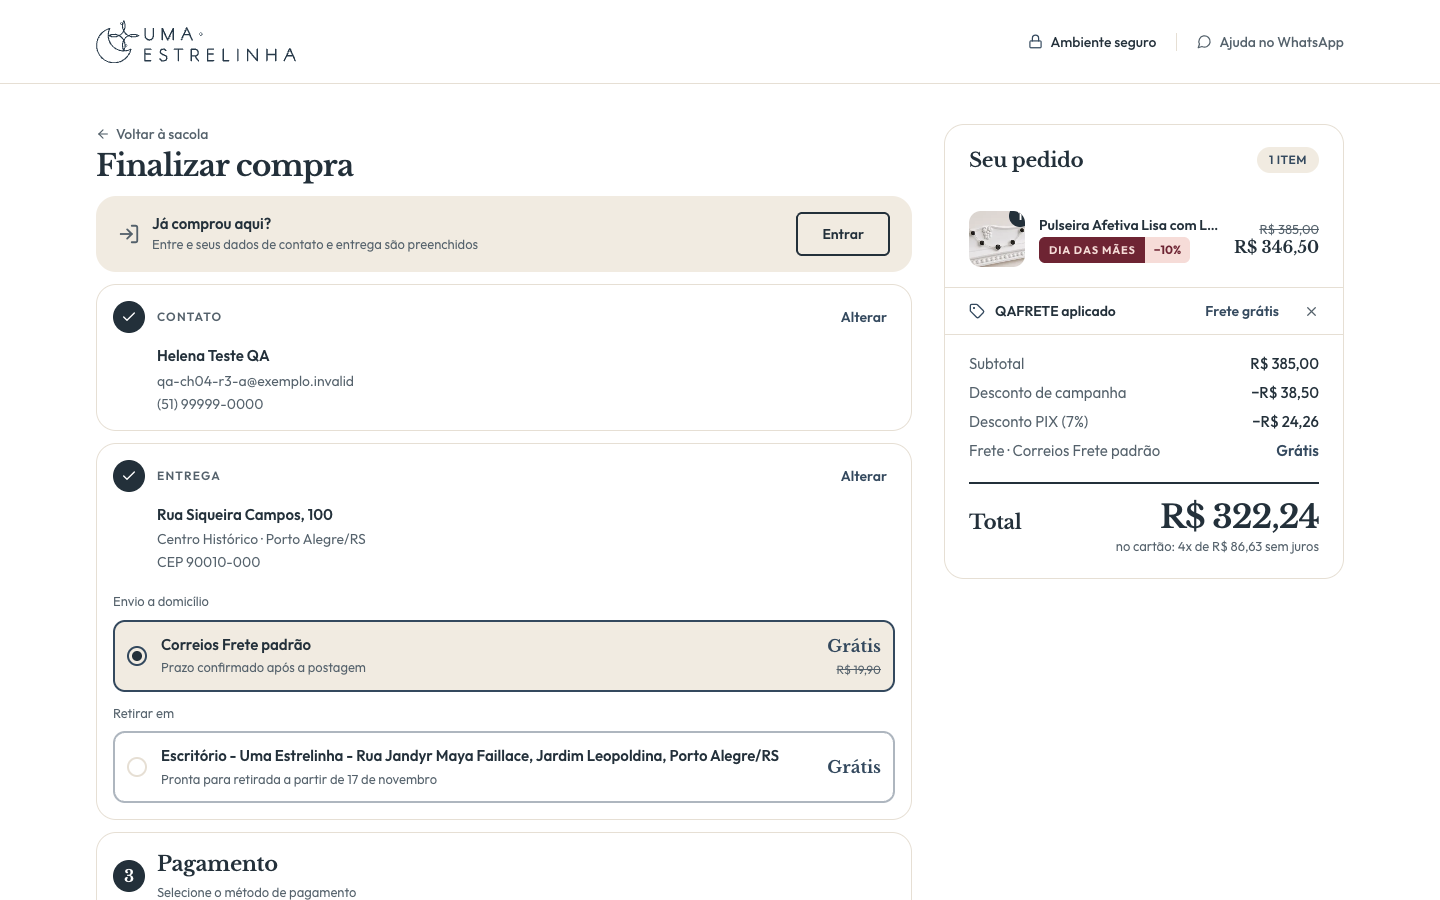 UMA
ESTRELINHA
Ambiente seguro
Ajuda no WhatsApp
Voltar à sacola
Finalizar compra
Já comprou aqui?
Entre e seus dados de contato e entrega são preenchidos
Entrar
CONTATO
Alterar
Helena Teste QA
qa-ch04-r3-a@exemplo.invalid
(51) 99999-0000
ENTREGA
Alterar
Rua Siqueira Campos, 100
Centro Histórico · Porto Alegre/RS
CEP 90010-000
Envio a domicílio
Correios Frete padrão
Grátis
Prazo confirmado após a postagem
R$ 19,90
Retirar em
Escritório - Uma Estrelinha - Rua Jandyr Maya Faillace, Jardim Leopoldina, Porto Alegre/RS
Grátis
Pronta para retirada a partir de 17 de novembro
3
Pagamento
Selecione o método de pagamento
Seu pedido
1 ITEM
Pulseira Afetiva Lisa com L...
R$ 385,00
DIA DAS MÃES
−10%
R$ 346,50
QAFRETE aplicado
Frete grátis
Subtotal
R$ 385,00
Desconto de campanha
−R$ 38,50
Desconto PIX (7%)
−R$ 24,26
Frete · Correios Frete padrão
Grátis
Total
R$ 322,24
no cartão: 4x de R$ 86,63 sem juros